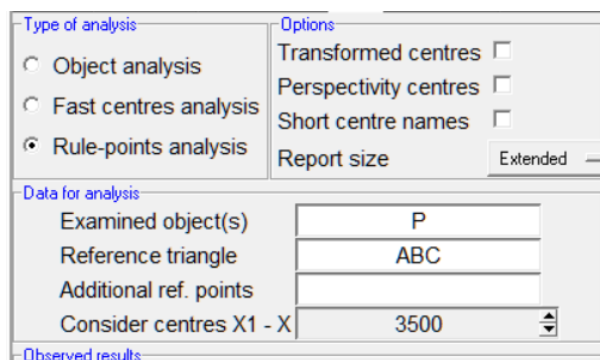 Type of analysis
Object analysis
Fast centres analysis
Rule-points analysis
Options
Transformed centres
Perspectivity centres
Short centre names
Report size Extended
Data for analysis
Examined object(s) P
Reference triangle ABC
Additional ref. points
Consider centres X1 - X 3500
Observed results